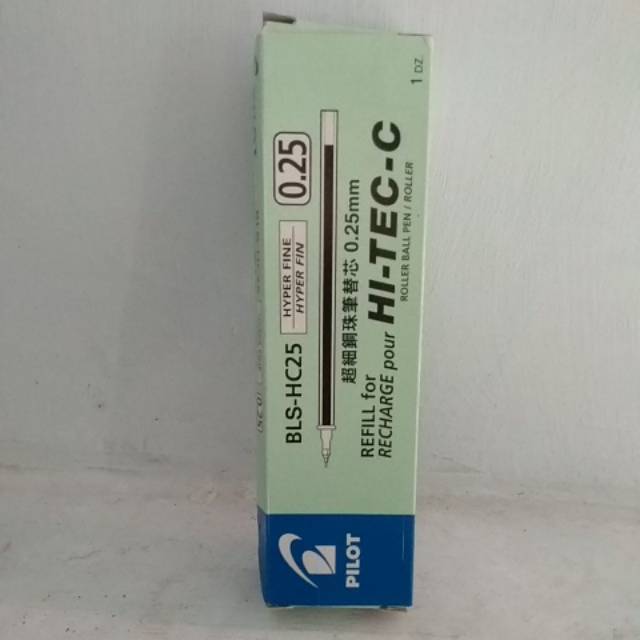 1 DZ.
0.25
HYPER FINE
HYPER FIN
BLS-HC25
超細鋼珠筆替芯 0.25mm
REFILL for
RECHARGE pour
HI-TEC-C
ROLLER BALL PEN / ROLLER
PILOT